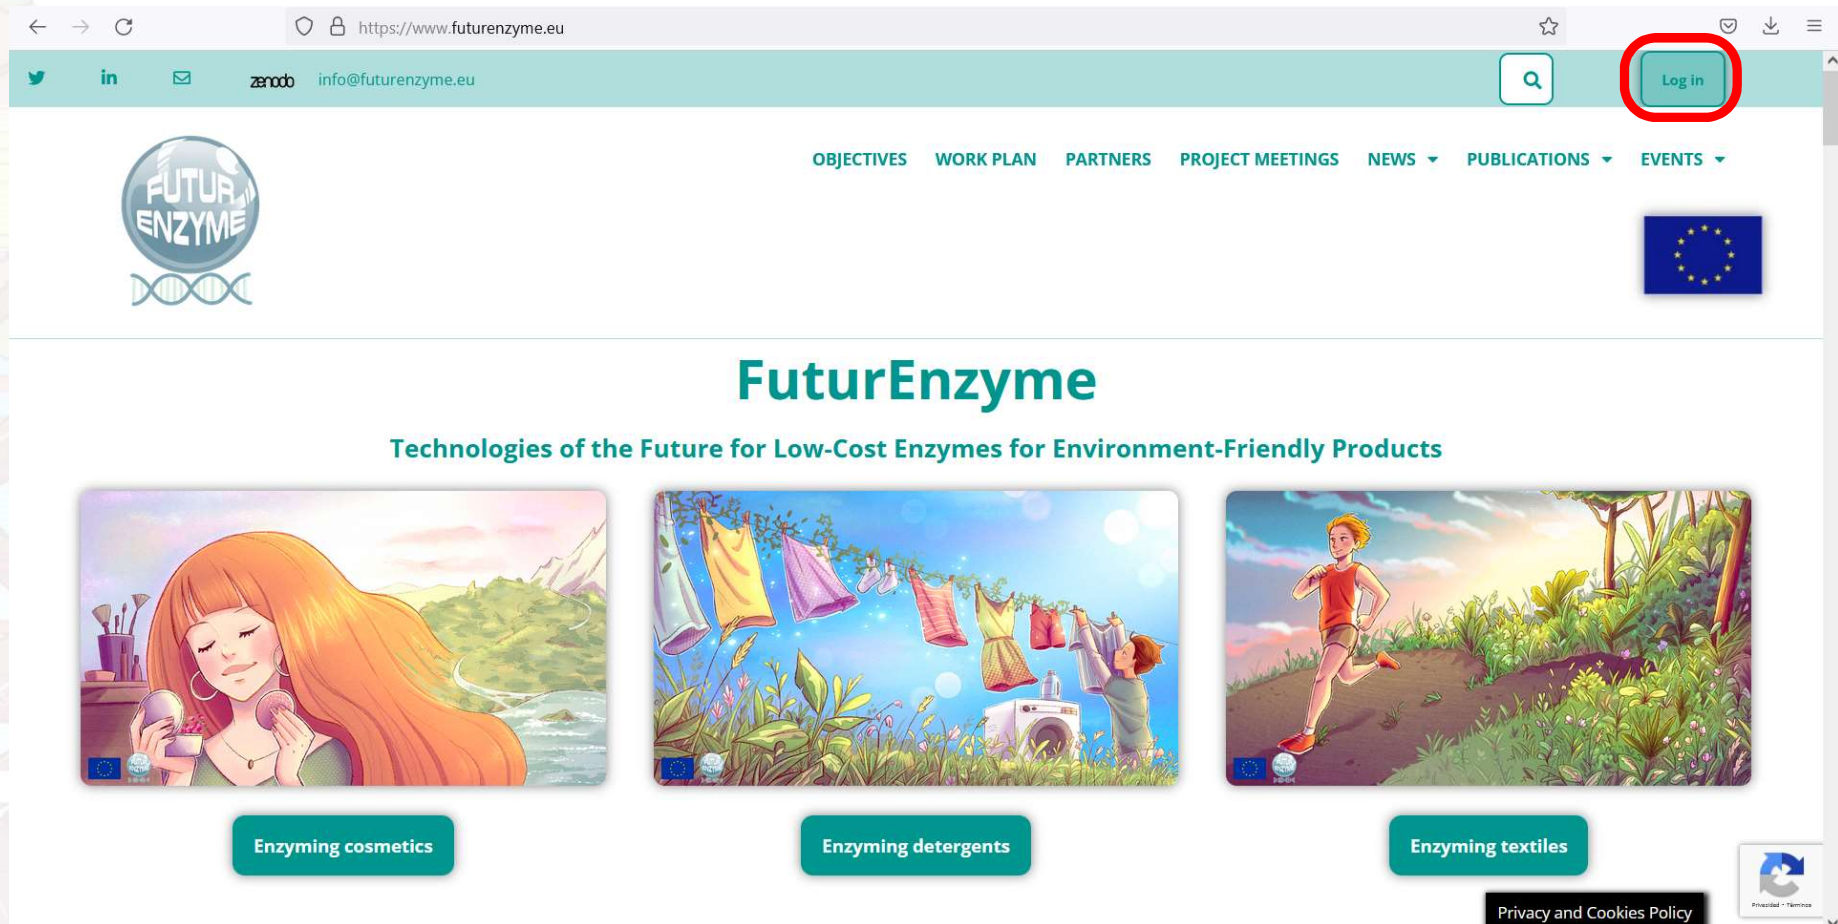 https://www.futurenzyme.eu
zenodo info@futurenzyme.eu
Log in
FUTUR
ENZYME
OBJECTIVES WORK PLAN PARTNERS PROJECT MEETINGS NEWS PUBLICATIONS EVENTS
FuturEnzyme
Technologies of the Future for Low-Cost Enzymes for Environment-Friendly Products
Enzyming cosmetics Enzyming detergents Enzyming textiles
Privacidad - Términos
Privacy and Cookies Policy